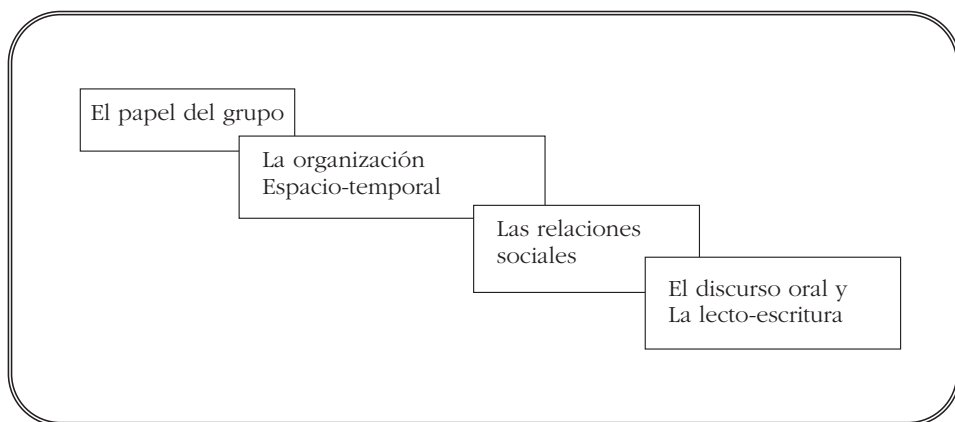 El papel del grupo
La organización
Espacio-temporal
Las relaciones
sociales
El discurso oral y
La lecto-escritura